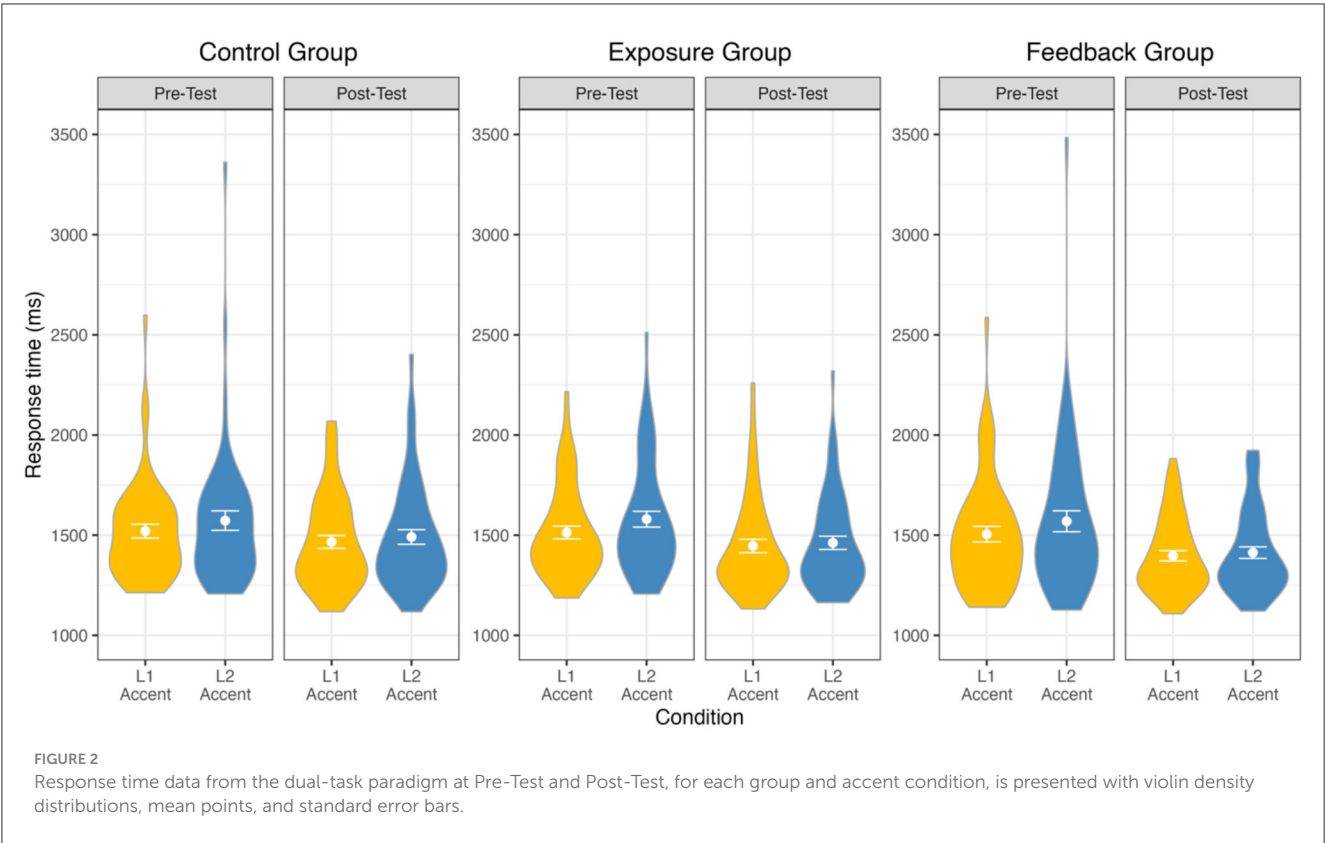 Control Group
Exposure Group
Feedback Group
Pre-Test
Post-Test
Pre-Test
Post-Test
Pre-Test
Post-Test
Response time (ms)
3500
3000
2500
2000
1500
1000
3500
3000
2500
2000
1500
1000
3500
3000
2500
2000
1500
1000
L1
Accent
L2
Accent
L1
Accent
L2
Accent
L1
Accent
L2
Accent
L1
Accent
L2
Accent
L1
Accent
L2
Accent
L1
Accent
L2
Accent
Condition
FIGURE 2
Response time data from the dual-task paradigm at Pre-Test and Post-Test, for each group and accent condition, is presented with violin density
distributions, mean points, and standard error bars.